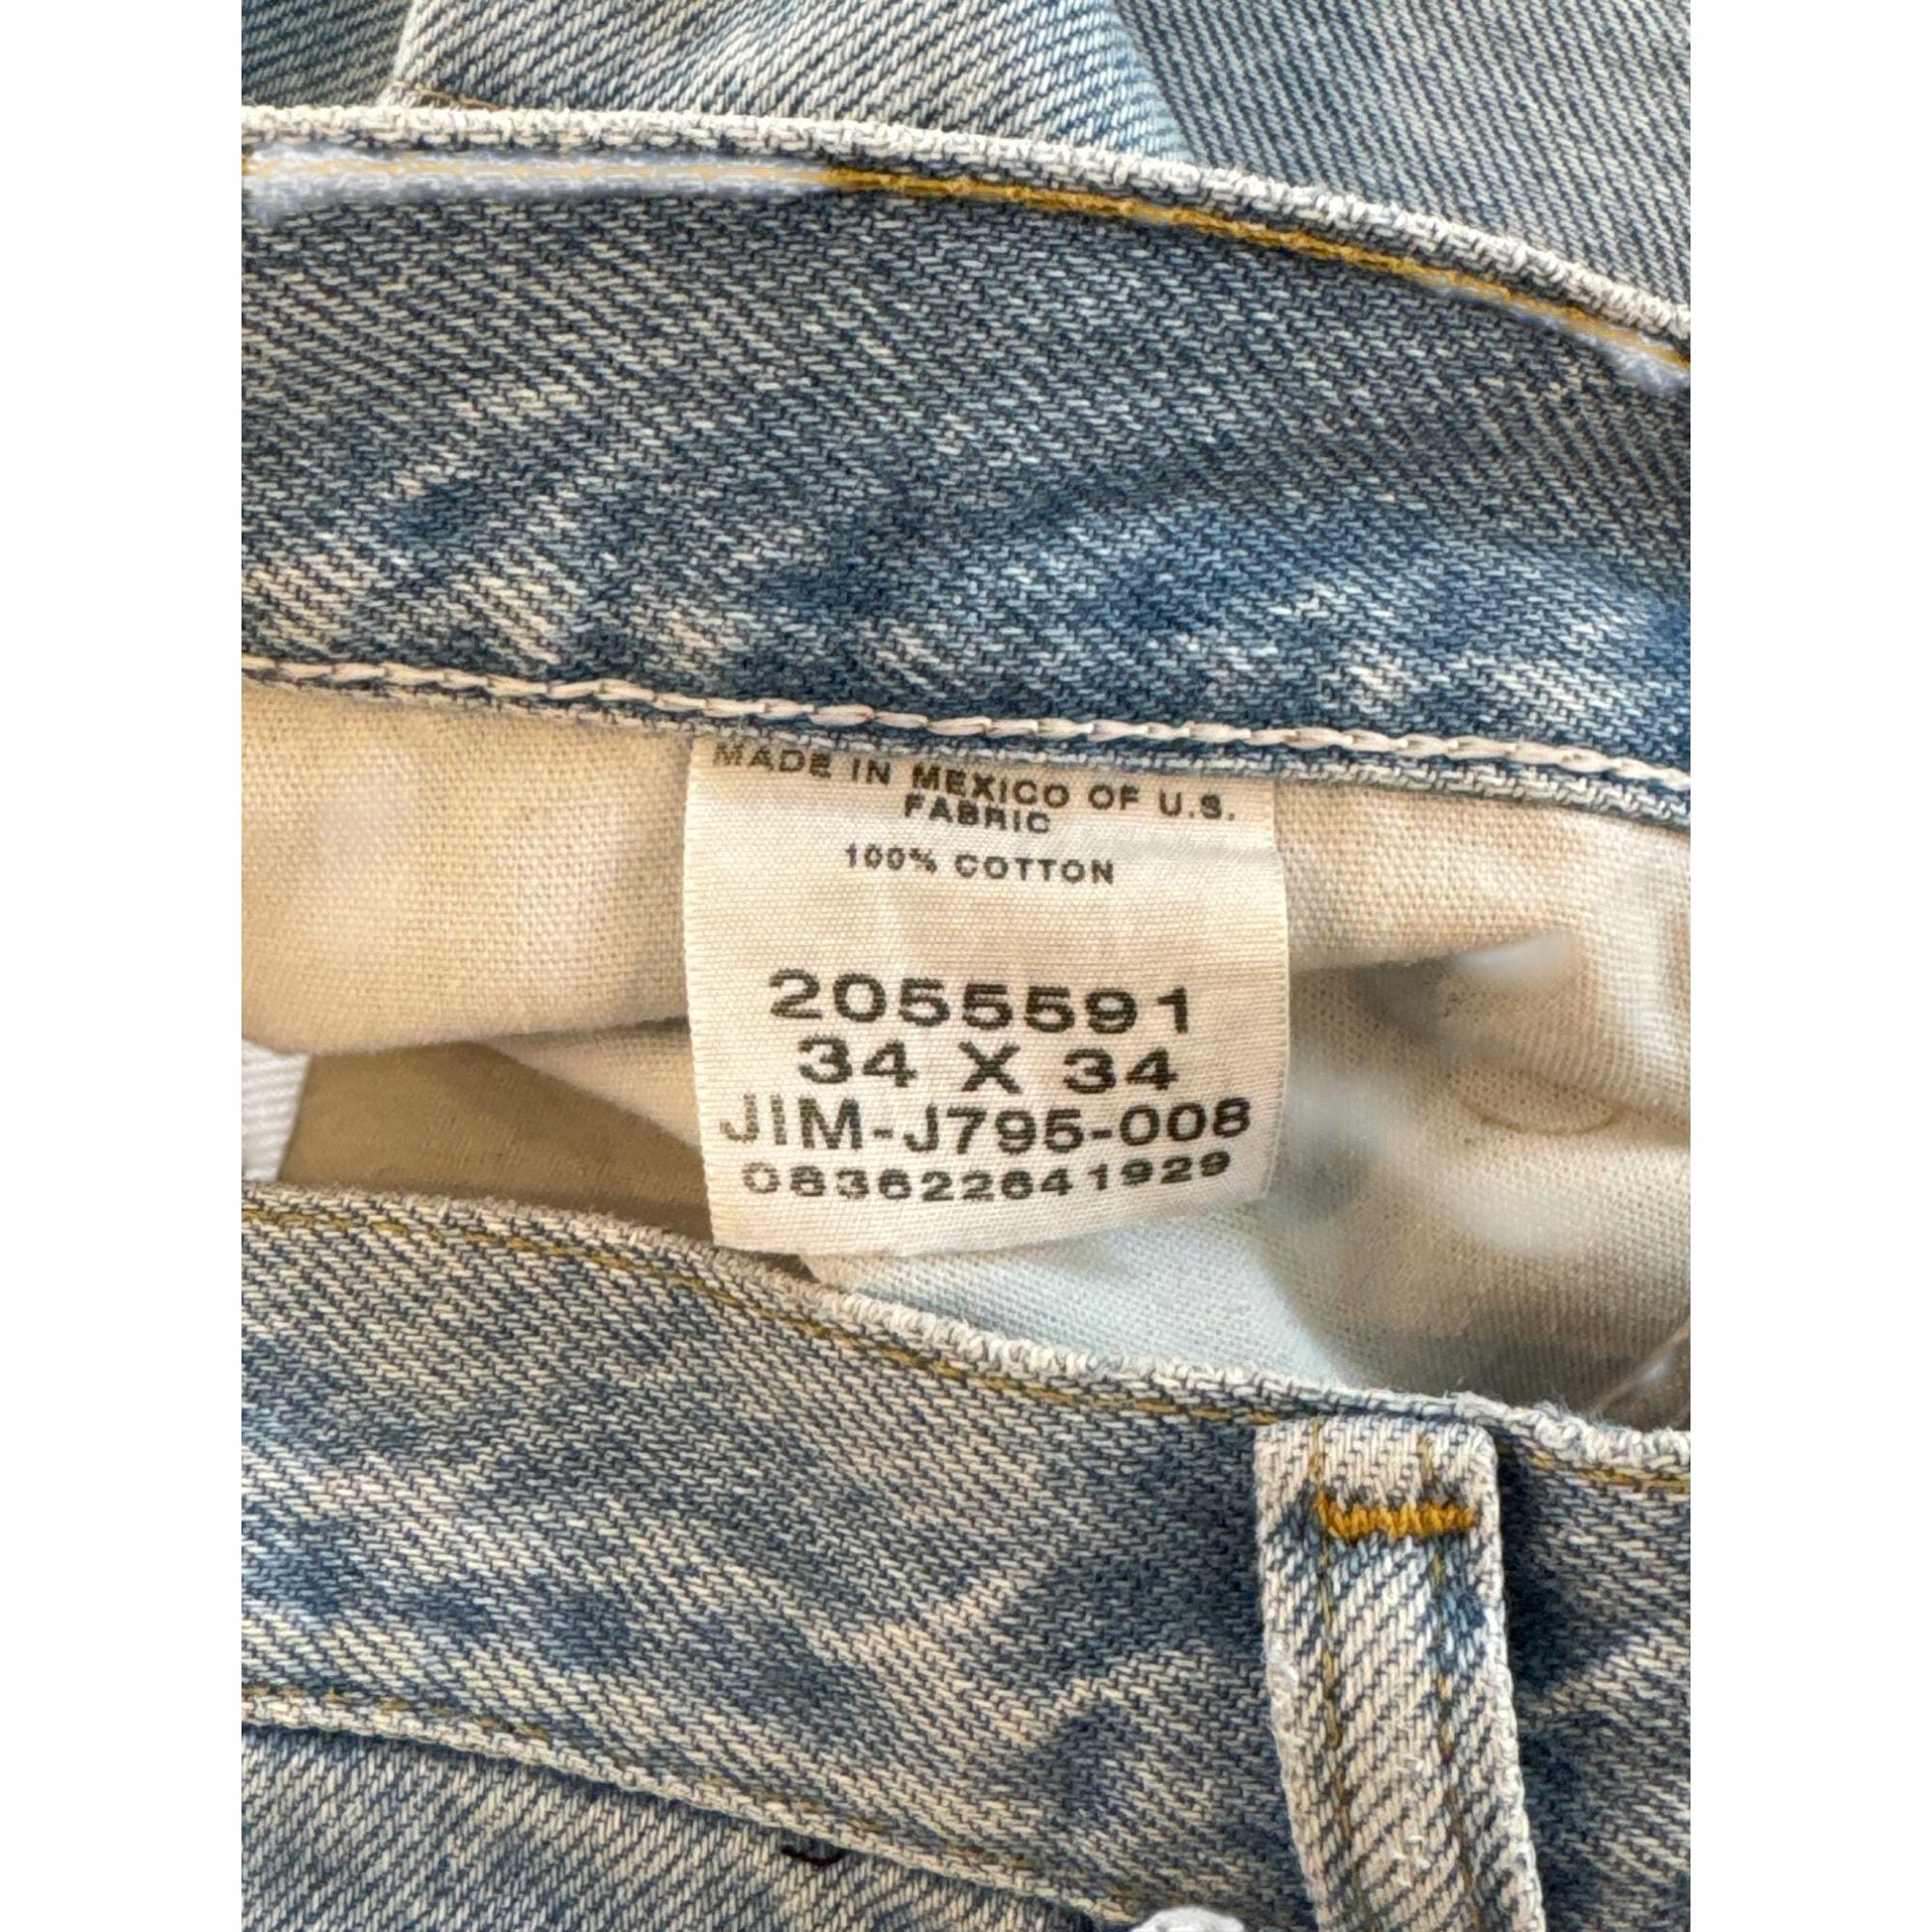 MADE IN MEXICO OF U.S.
FABRIC
100% COTTON
2055591
34 X 34
JIM-J795-008
083622641929